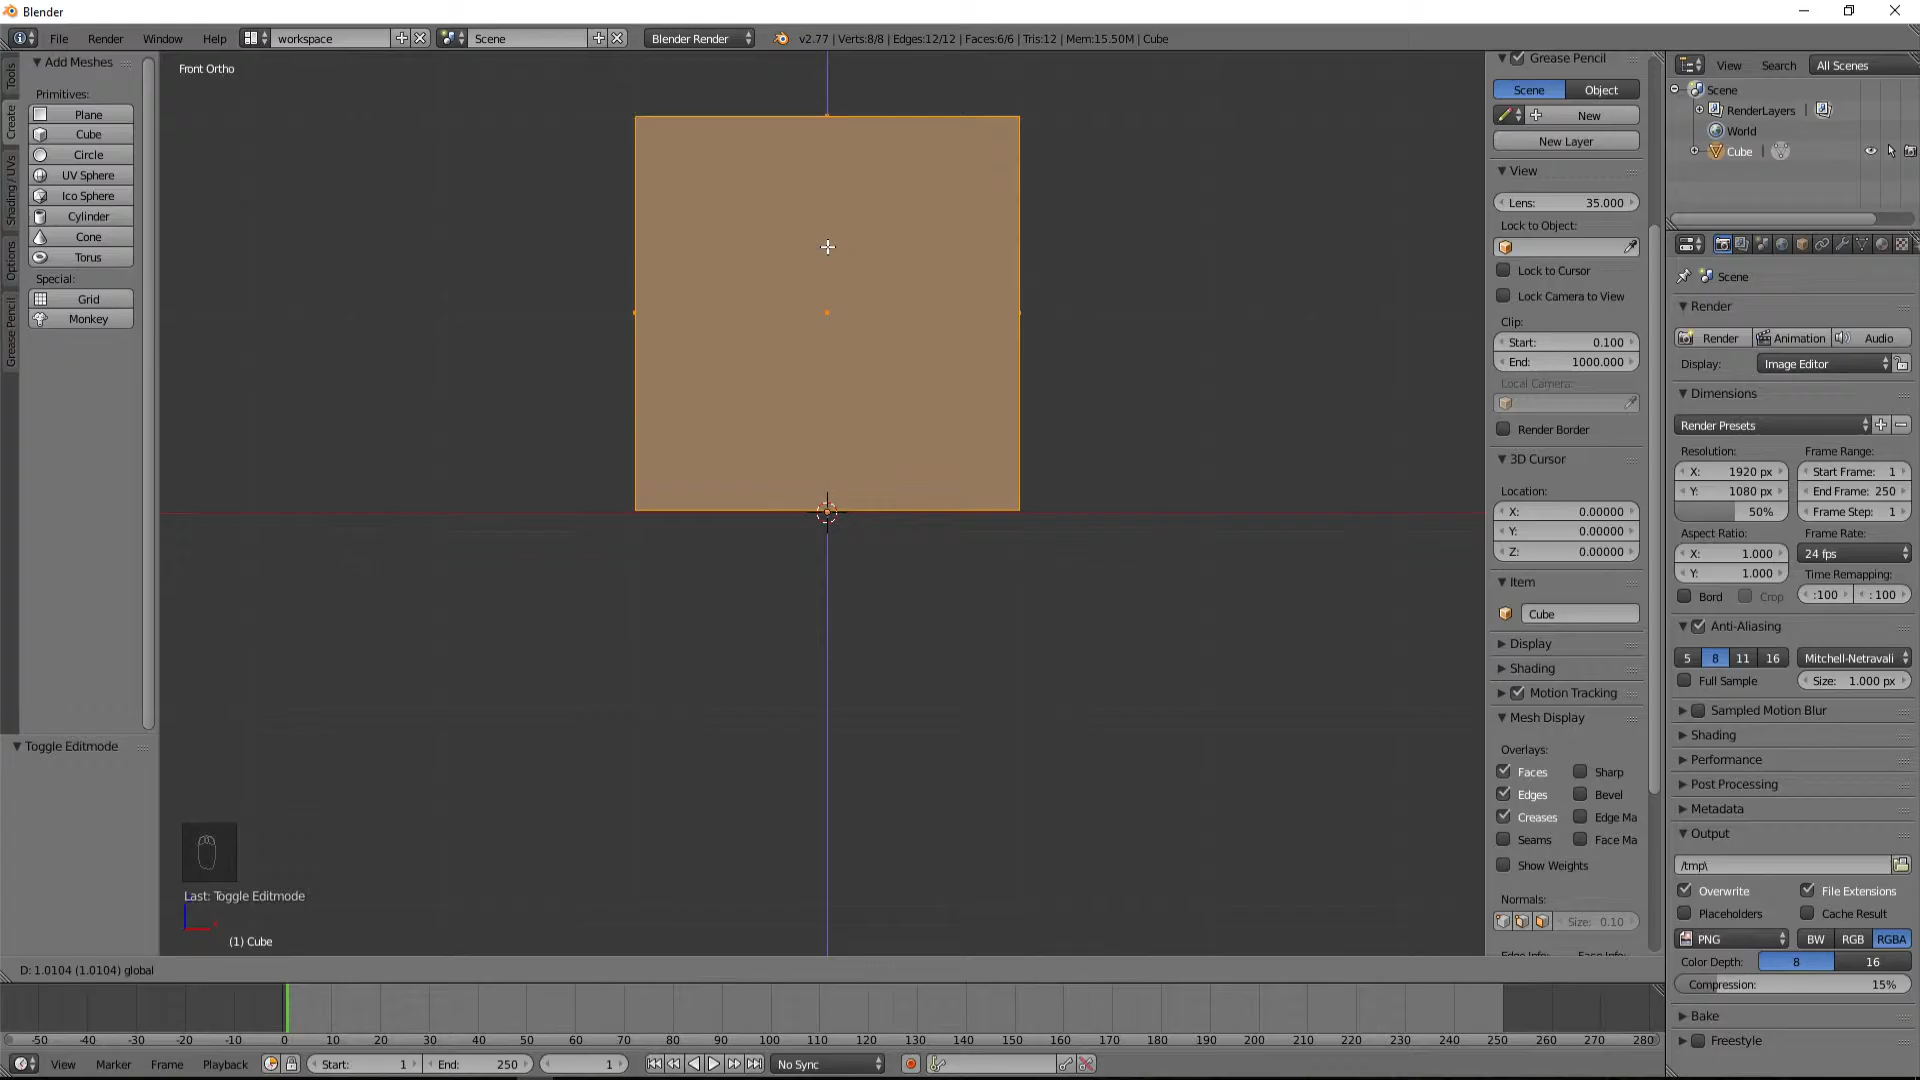 Blender
File Render Window Help workspace Scene Blender Render v2.77 | Verts:8/8 | Edges:12/12 | Faces:6/6 | Tris:12 | Mem:15.50M | Cube
Tools
Create
Shading / UVs
Options
Grease Pencil
Add Meshes
Primitives:
Plane
Cube
Circle
UV Sphere
Ico Sphere
Cylinder
Cone
Torus
Special:
Grid
Monkey
Toggle Editmode
Front Ortho
Last: Toggle Editmode
(1) Cube
D: 1.0104 (1.0104) global
Grease Pencil
Scene Object
New
New Layer
View
Lens: 35.000
Lock to Object:
Lock to Cursor
Lock Camera to View
Clip:
Start: 0.100
End: 1000.000
Local Camera:
Render Border
3D Cursor
Location:
X: 0.00000
Y: 0.00000
Z: 0.00000
Item
Cube
Display
Shading
Motion Tracking
Mesh Display
Overlays:
Faces Sharp
Edges Bevel
Creases Edge Ma
Seams Face Ma
Show Weights
Normals:
Size: 0.10
View Search All Scenes
Scene
RenderLayers
World
Cube
Scene
Render
Render Animation Audio
Display: Image Editor
Dimensions
Render Presets
Resolution: Frame Range:
X: 1920 px Start Frame: 1
Y: 1080 px End Frame: 250
50% Frame Step: 1
Aspect Ratio: Frame Rate:
X: 1.000 24 fps
Y: 1.000 Time Remapping:
Bord Crop :100 : 100
Anti-Aliasing
5 8 11 16 Mitchell-Netravali
Full Sample Size: 1.000 px
Sampled Motion Blur
Shading
Performance
Post Processing
Metadata
Output
/tmp\
Overwrite File Extensions
Placeholders Cache Result
PNG BW RGB RGBA
Color Depth: 8 16
Compression: 15%
Bake
Freestyle
-50 -40 -30 -20 -10 0 10 20 30 40 50 60 70 80 90 100 110 120 130 140 150 160 170 180 190 200 210 220 230 240 250 260 270 280
View Marker Frame Playback Start: 1 End: 250 1 No Sync